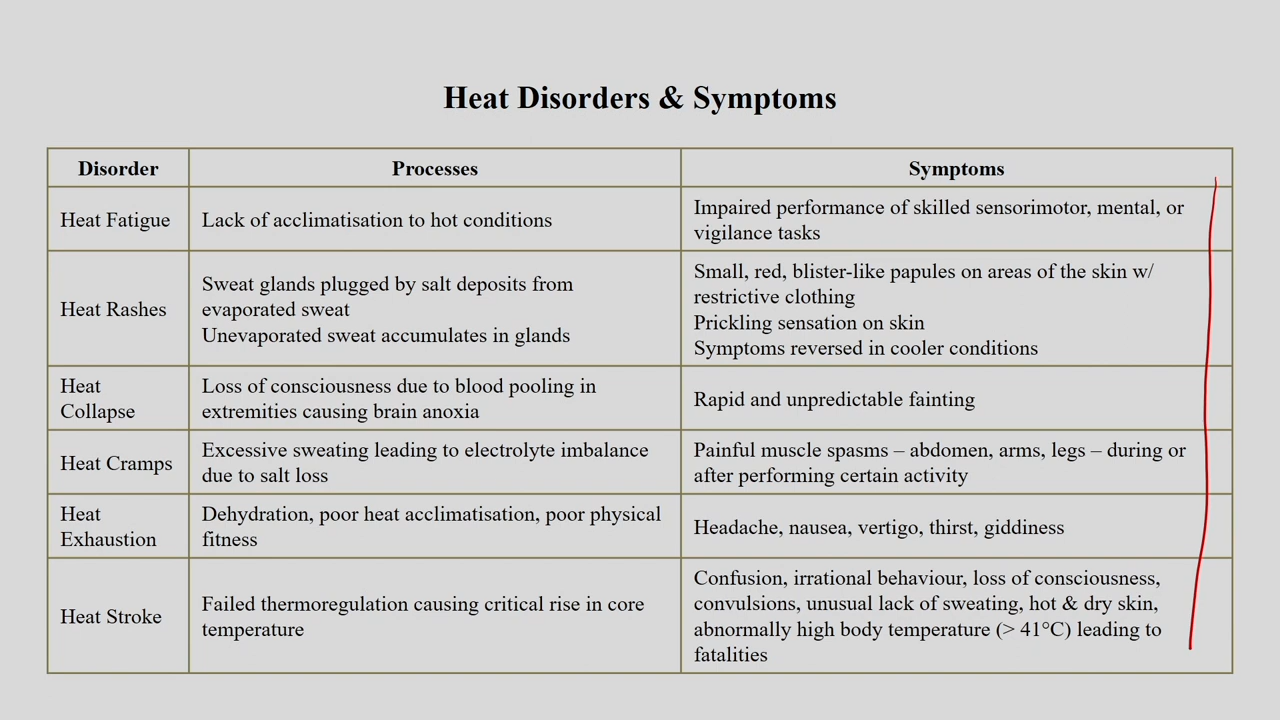 Heat Disorders & Symptoms
Disorder
Processes
Symptoms
Heat Fatigue
Lack of acclimatisation to hot conditions
Impaired performance of skilled sensorimotor, mental, or
vigilance tasks
Heat Rashes
Sweat glands plugged by salt deposits from
evaporated sweat
Unevaporated sweat accumulates in glands
Small, red, blister-like papules on areas of the skin w/
restrictive clothing
Prickling sensation on skin
Symptoms reversed in cooler conditions
Heat
Collapse
Loss of consciousness due to blood pooling in
extremities causing brain anoxia
Rapid and unpredictable fainting
Heat Cramps
Excessive sweating leading to electrolyte imbalance
due to salt loss
Painful muscle spasms – abdomen, arms, legs – during or
after performing certain activity
Heat
Exhaustion
Dehydration, poor heat acclimatisation, poor physical
fitness
Headache, nausea, vertigo, thirst, giddiness
Heat Stroke
Failed thermoregulation causing critical rise in core
temperature
Confusion, irrational behaviour, loss of consciousness,
convulsions, unusual lack of sweating, hot & dry skin,
abnormally high body temperature (> 41°C) leading to
fatalities